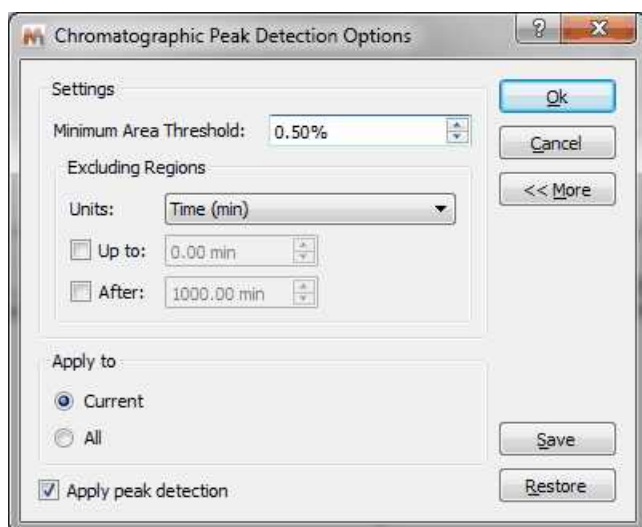 Chromatographic Peak Detection Options
Settings
Minimum Area Threshold: 0.50%
Excluding Regions
Units: Time (min)
Up to: 0.00 min
After: 1000.00 min
Apply to
Current
All
Apply peak detection
Ok
Cancel
<< More
Save
Restore